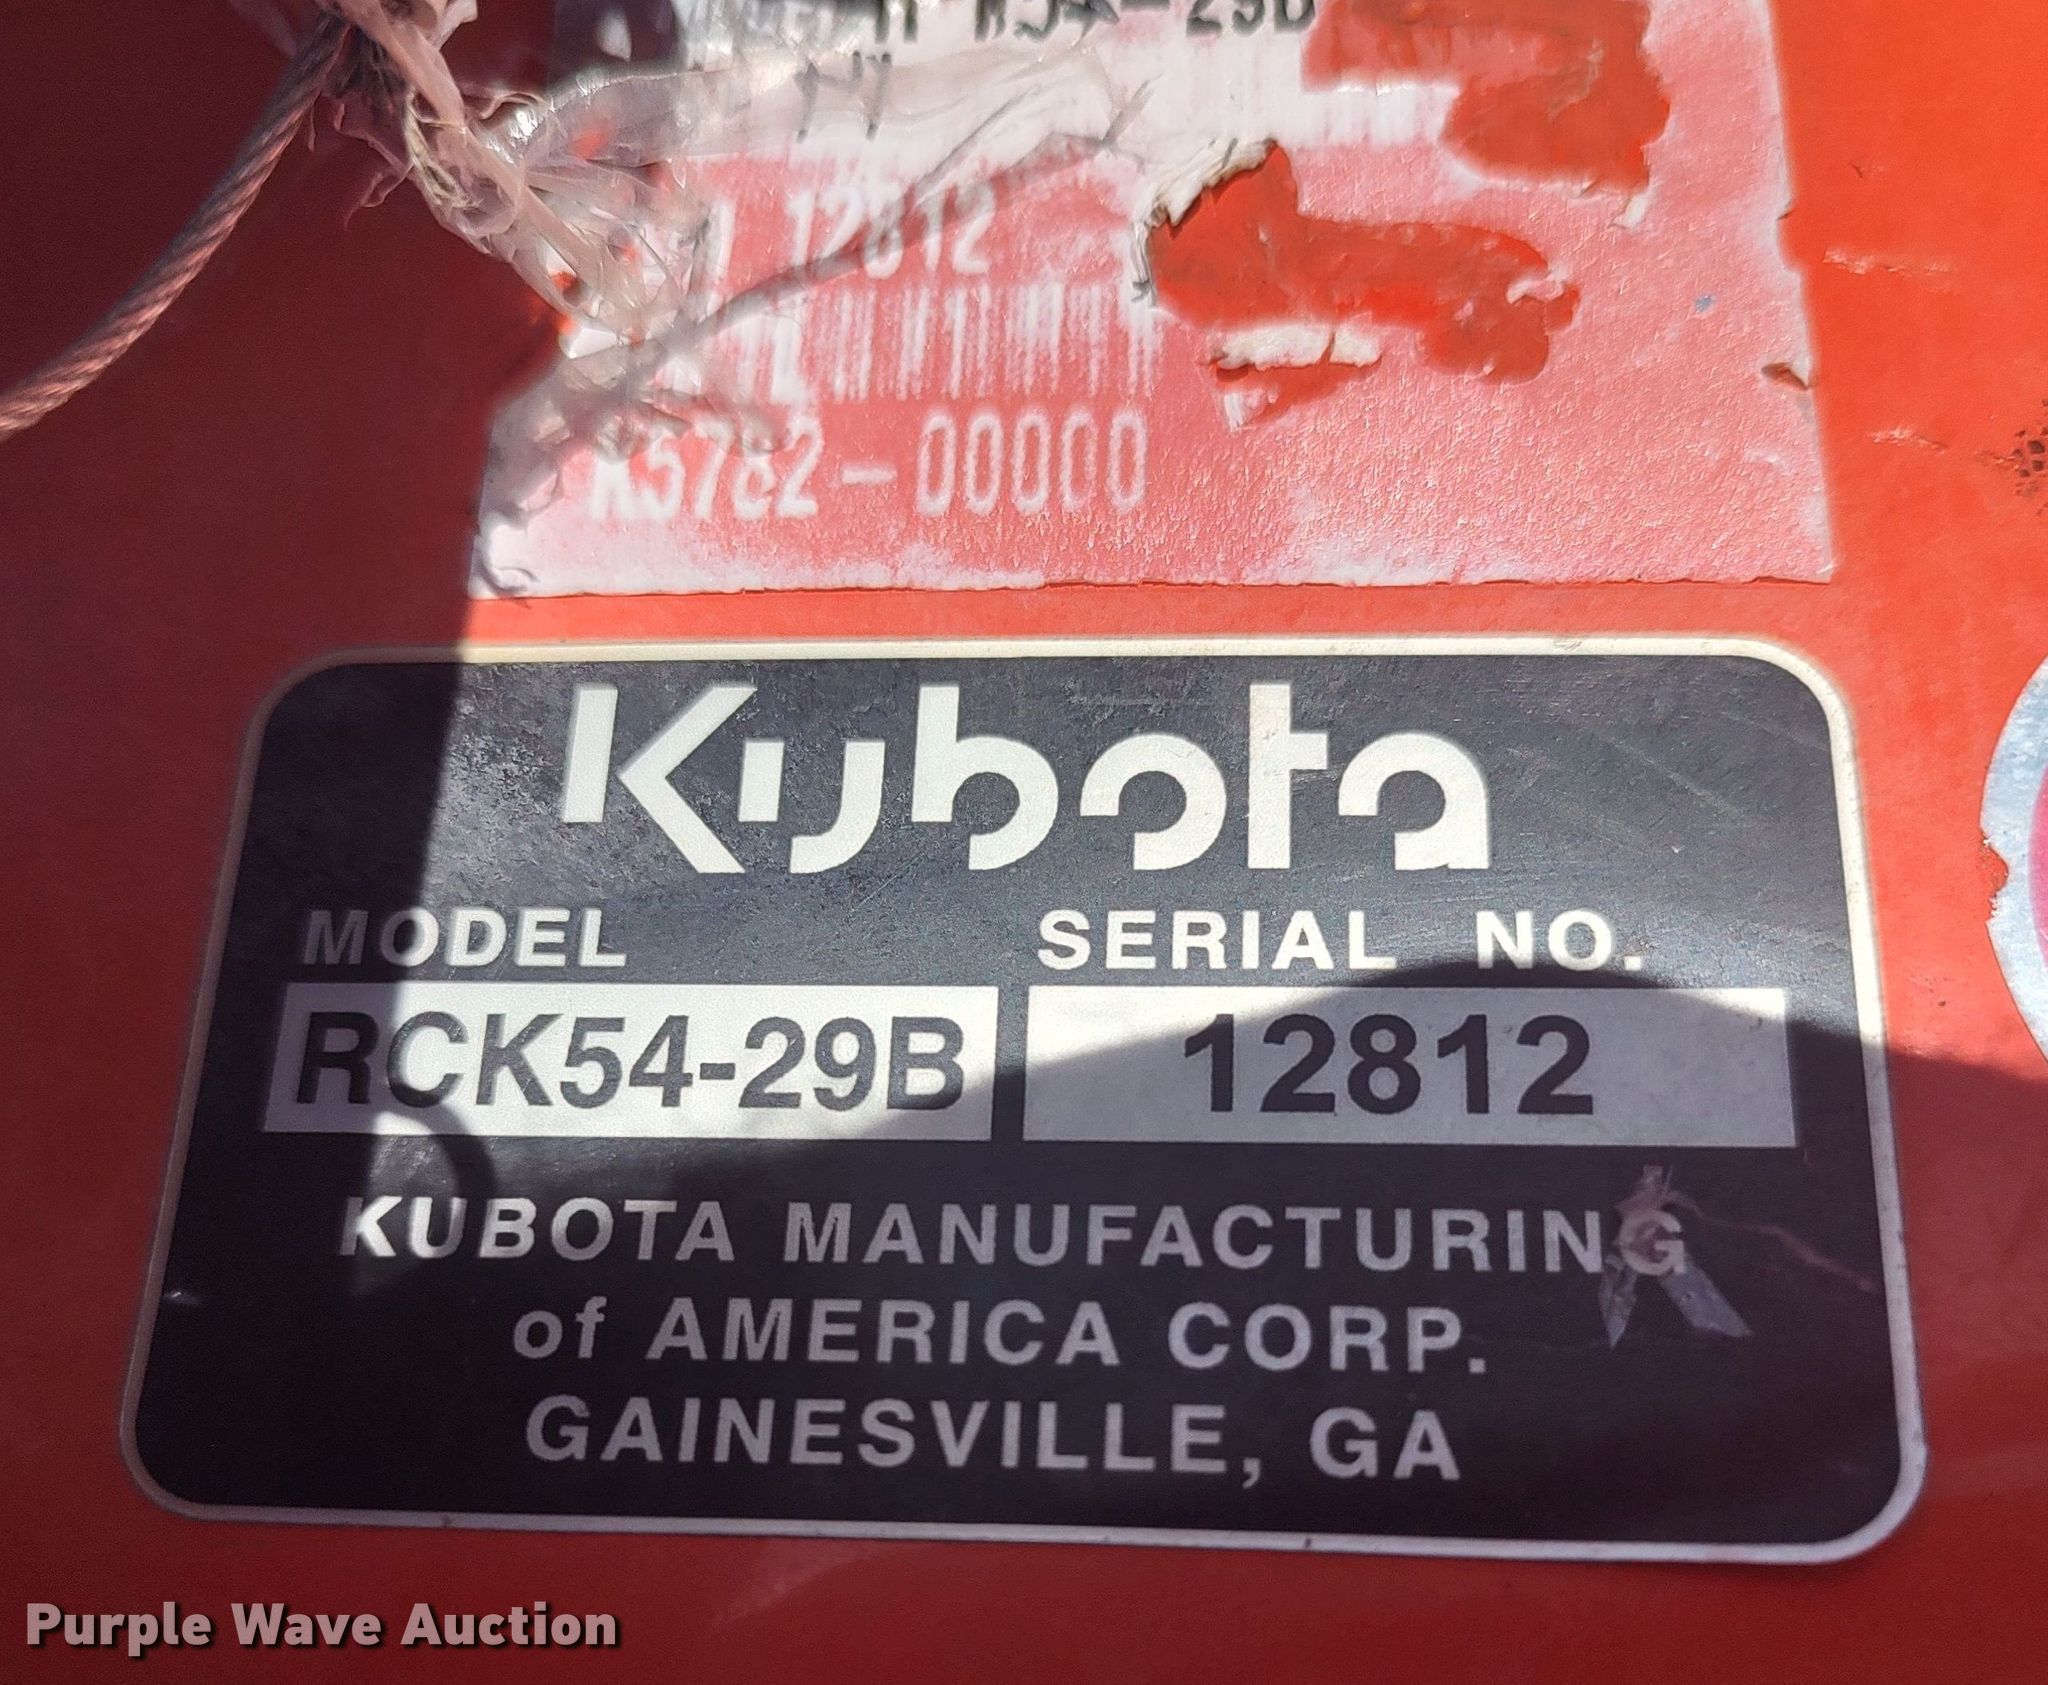 12812
K5782-00000
Kubota
MODEL SERIAL NO.
RCK54-29B 12812
KUBOTA MANUFACTURING
of AMERICA CORP.
GAINESVILLE, GA
Purple Wave Auction